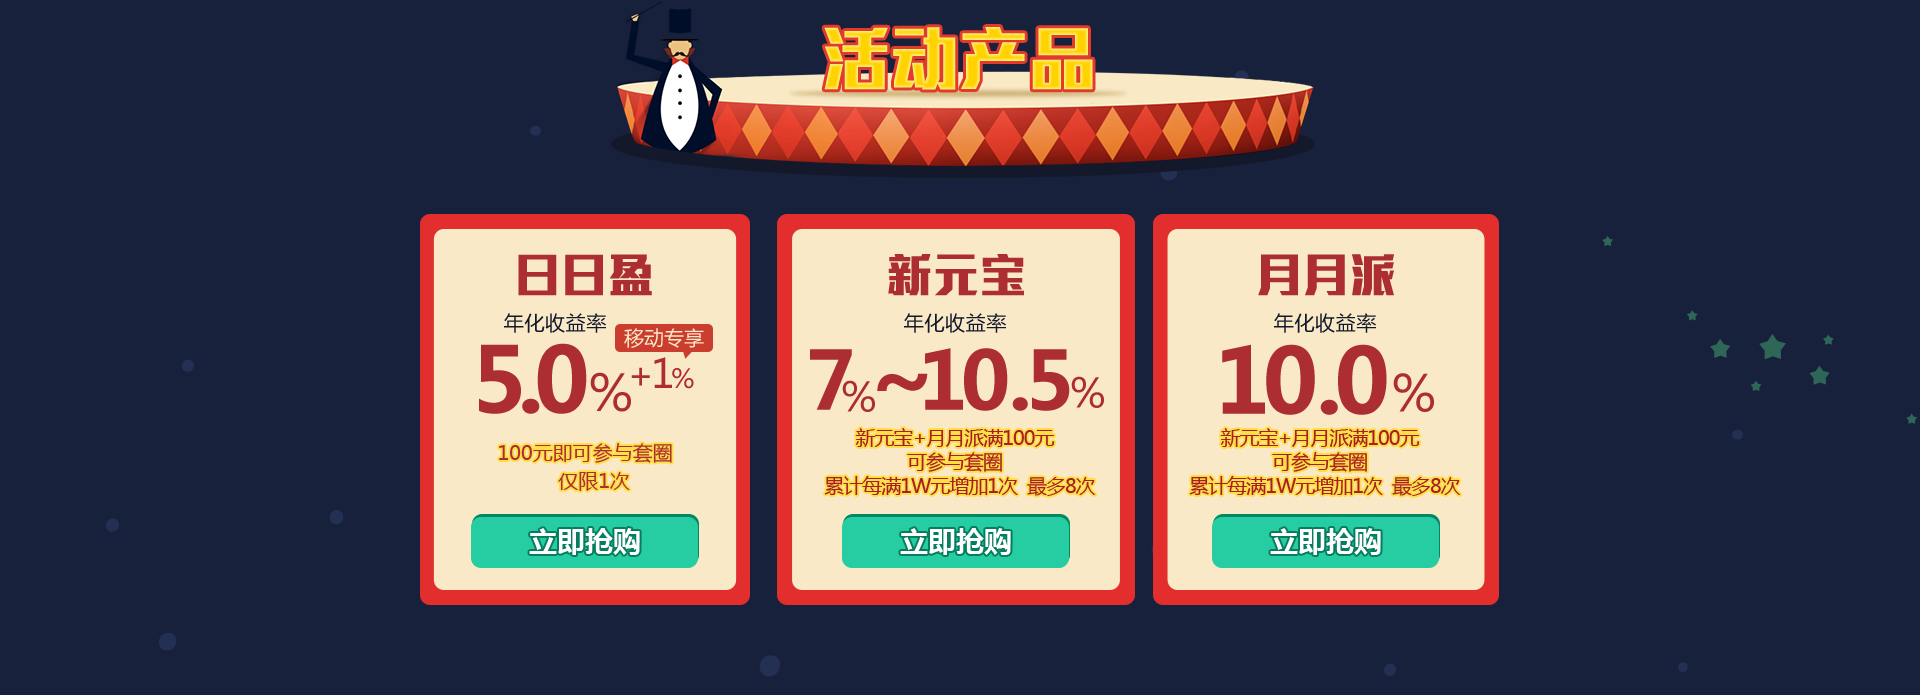 活动产品
日日盈
年化收益率
移动专享
5.0%+1%
100元即可参与套圈
仅限1次
立即抢购
新元宝
年化收益率
7%~10.5%
新元宝+月月派满100元
可参与套圈
累计每满1W元增加1次 最多8次
立即抢购
月月派
年化收益率
10.0%
新元宝+月月派满100元
可参与套圈
累计每满1W元增加1次 最多8次
立即抢购